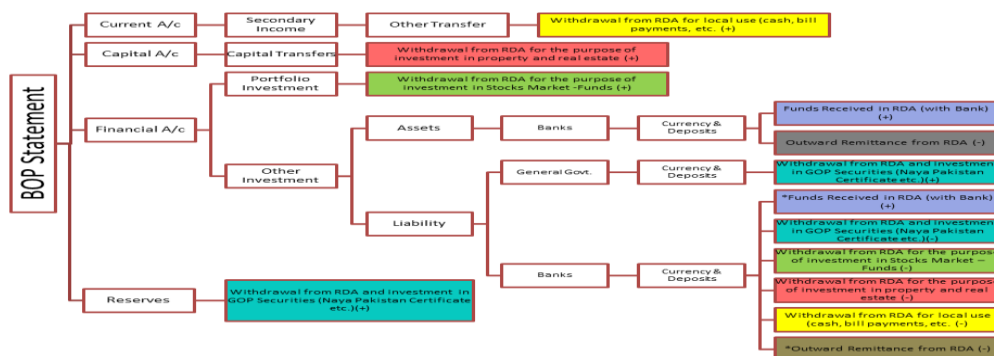 BOP Statement
Current A/c
Secondary
Income
Other Transfer
Withdrawal from RDA for local use (cash, bill
payments, etc. (+)
Capital A/c
Capital Transfers
Withdrawal from RDA for the purpose of
investment in property and real estate (+)
Financial A/c
Portfolio
Investment
Withdrawal from RDA for the purpose of
investment in Stocks Market -Funds (+)
Other
Investment
Assets
Banks
Currency &
Deposits
Funds Received in RDA (with Bank)
(+)
Outward Remittance from RDA (-)
Liability
General Govt.
Currency &
Deposits
Withdrawal from RDA and investment
in GOP Securities (Naya Pakistan
Certificate etc.)(+)
Banks
Currency &
Deposits
*Funds Received in RDA (with Bank)
(+)
Withdrawal from RDA and investment
in GOP Securities (Naya Pakistan
Certificate etc.)(-)
Withdrawal from RDA for the purpose
of investment in Stocks Market –
Funds (-)
Withdrawal from RDA for the purpose
of investment in property and real
estate (-)
Withdrawal from RDA for local use
(cash, bill payments, etc. (-)
*Outward Remittance from RDA (-)
Reserves
Withdrawal from RDA and investment in
GOP Securities (Naya Pakistan Certificate
etc.)(+)